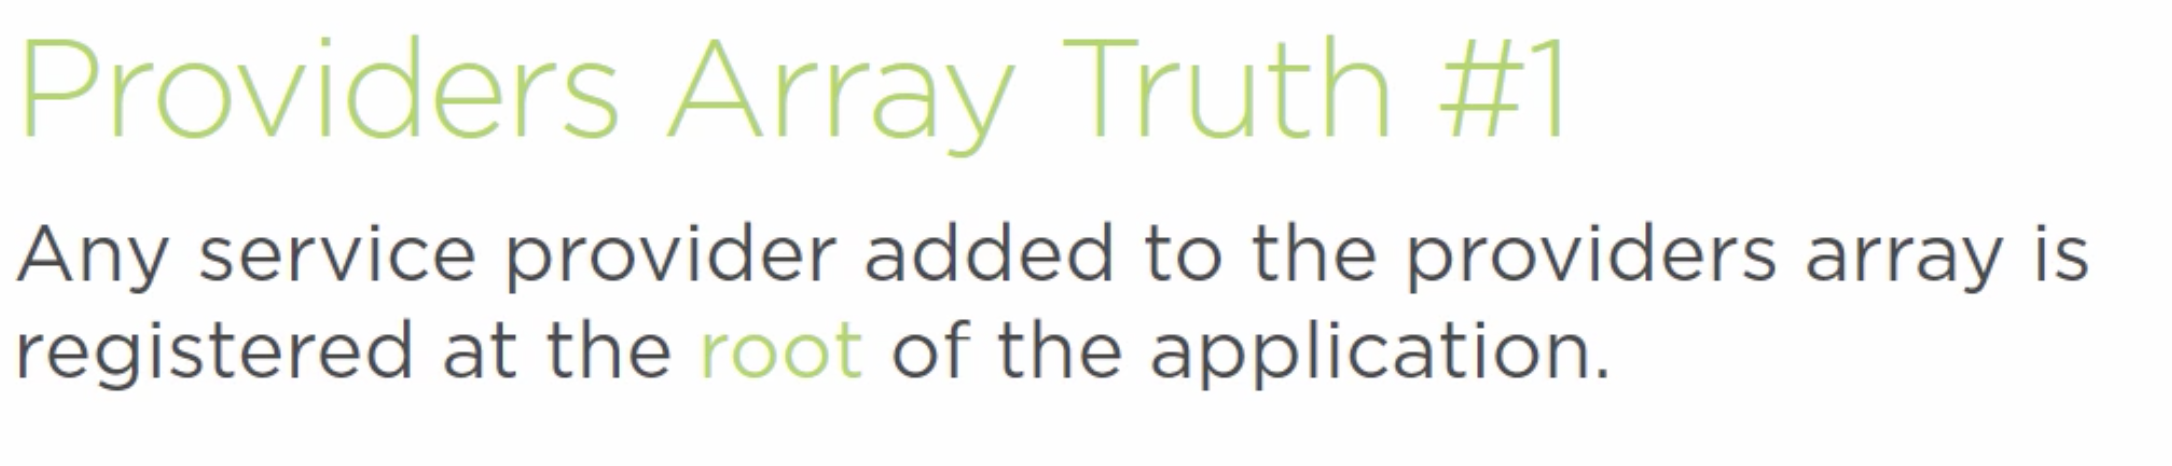 Providers Array Truth #1
Any service provider added to the providers array is
registered at the root of the application.